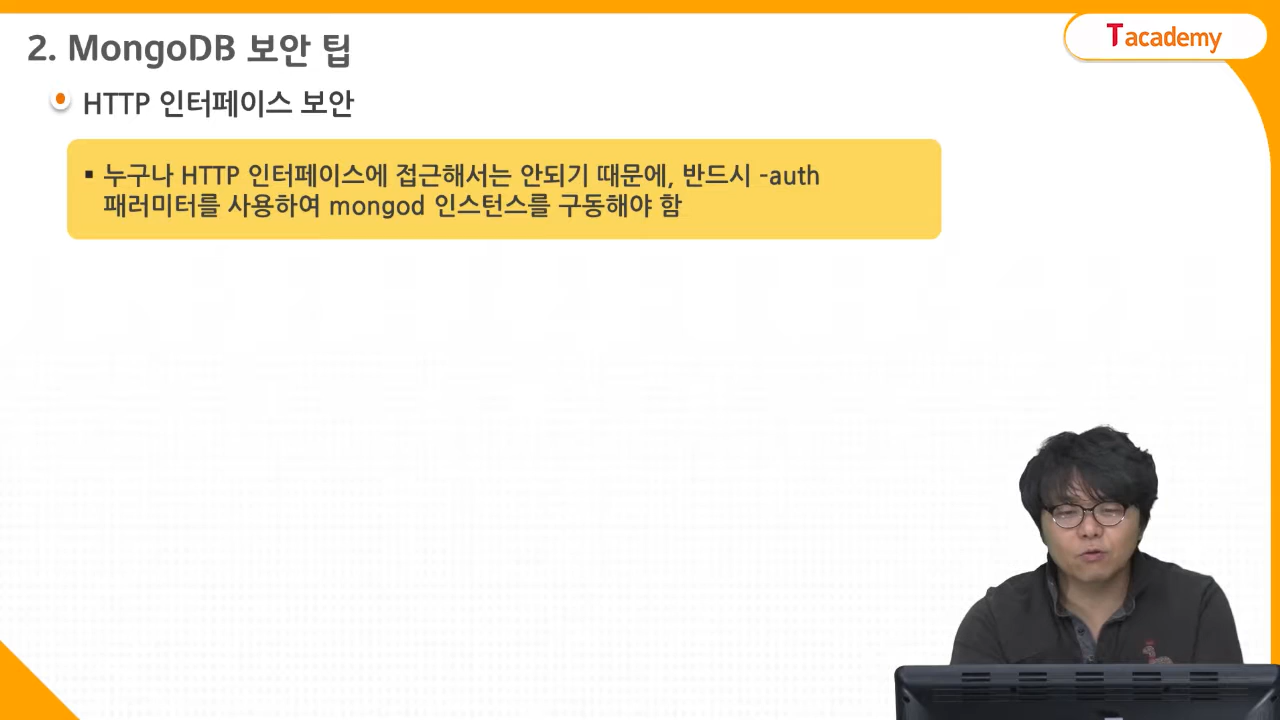 2. MongoDB 보안 팁
Tacademy
HTTP 인터페이스 보안
▪ 누구나 HTTP 인터페이스에 접근해서는 안되기 때문에, 반드시 -auth
패러미터를 사용하여 mongod 인스턴스를 구동해야 함